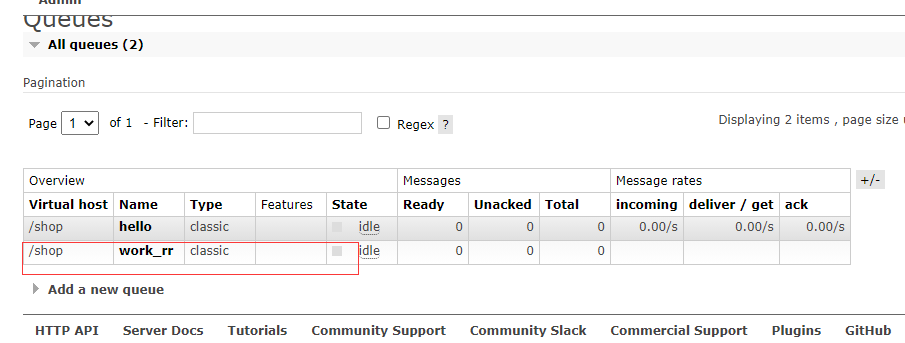 Admin
Queues
All queues (2)
Pagination
Page 1 of 1 - Filter: Regex ? Displaying 2 items , page size
Overview Messages Message rates +/-
Virtual host Name Type Features State Ready Unacked Total incoming deliver / get ack
/shop hello classic idle 0 0 0 0.00/s 0.00/s 0.00/s
/shop work_rr classic idle 0 0 0
Add a new queue
HTTP API Server Docs Tutorials Community Support Community Slack Commercial Support Plugins GitHub